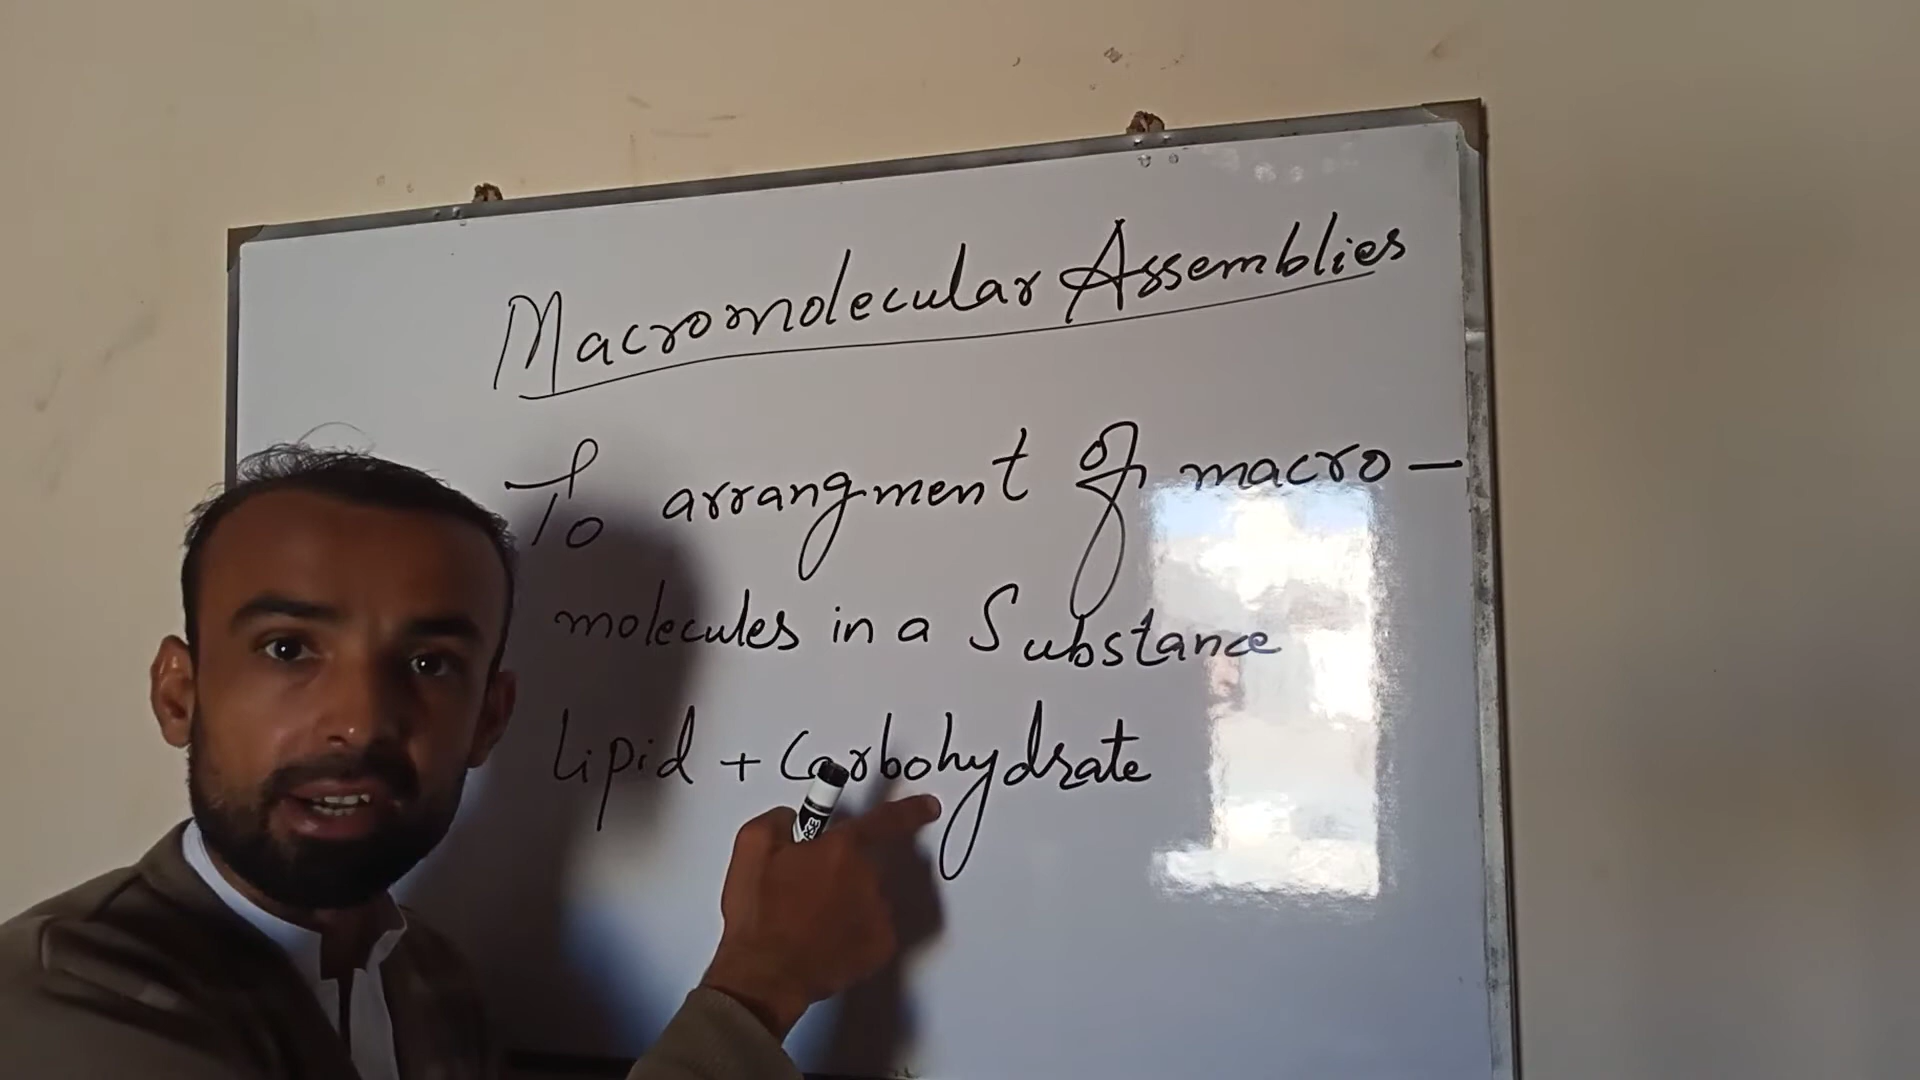 Macromolecular Assemblies
To arrangment of macro-
molecules in a Substance
Lipid + Carbohydrate